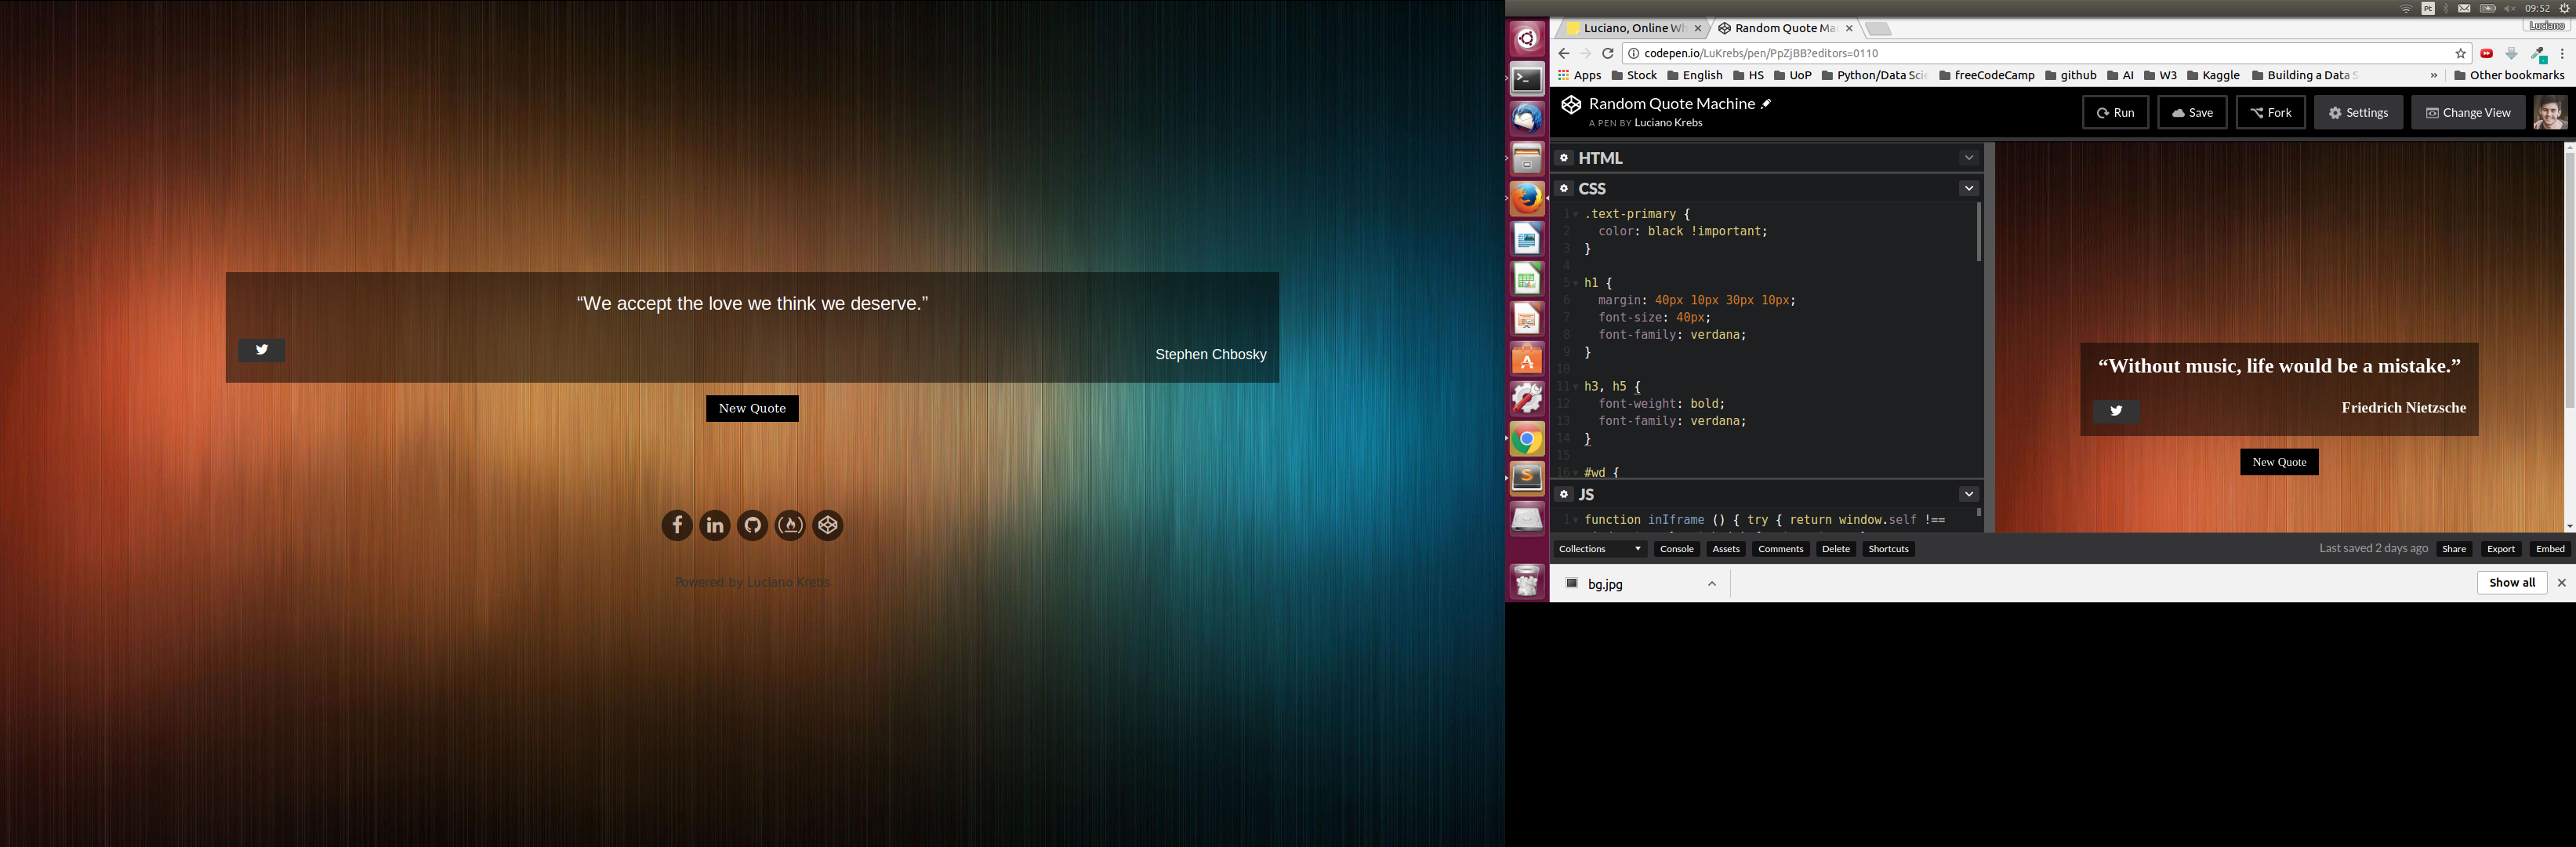 “We accept the love we think we deserve.”
Stephen Chbosky
New Quote
Powered by Luciano Krebs
Pt
09:52
Luciano
Luciano, Online Wh
Random Quote Ma
codepen.io/LuKrebs/pen/PpZjBB?editors=0110
Apps Stock English HS UoP Python/Data Scie freeCodeCamp github AI W3 Kaggle Building a Data S » Other bookmarks
Random Quote Machine
A PEN BY Luciano Krebs
Run Save Fork Settings Change View
HTML
CSS
1 .text-primary {
2 color: black !important;
3 }
4
5 h1 {
6 margin: 40px 10px 30px 10px;
7 font-size: 40px;
8 font-family: verdana;
9 }
10
11 h3, h5 {
12 font-weight: bold;
13 font-family: verdana;
14 }
15
16 #wd {
JS
1 function inIframe () { try { return window.self !==
“Without music, life would be a mistake.”
Friedrich Nietzsche
New Quote
Collections Console Assets Comments Delete Shortcuts
Last saved 2 days ago Share Export Embed
bg.jpg
Show all